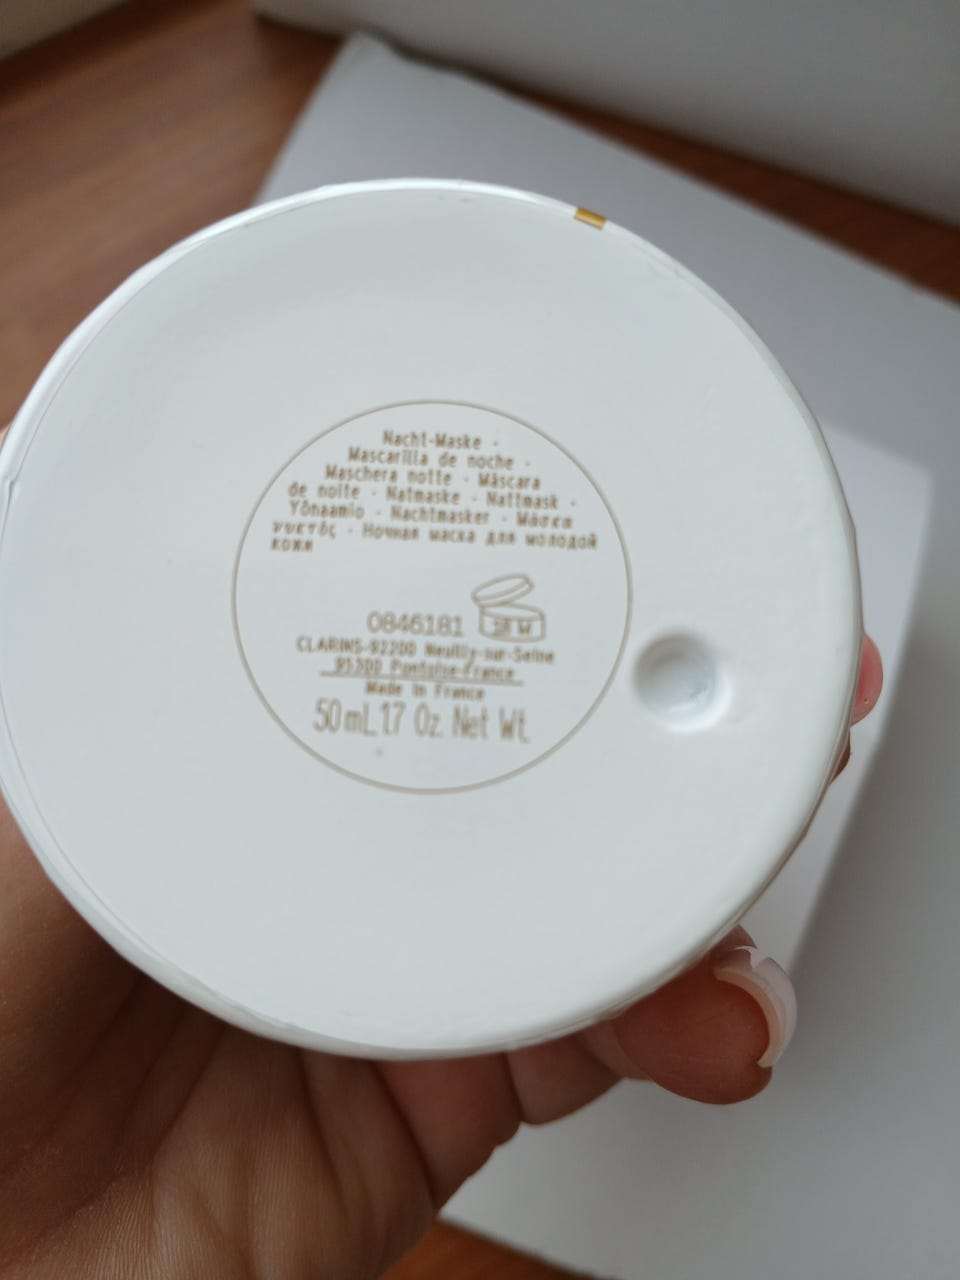 Nacht-Maske ·
Mascarilla de noche ·
Maschera notte · Máscara
de noite · Natmaske · Nattmask ·
Yönaamio · Nachtmasker · Μάσκα
νυκτός · Ночная маска для молодой
кожи
0846181
CLARINS-92200 Neuilly-sur-Seine
95300 Pontoise-France
Made in France
50 mL 1.7 Oz. Net Wt.